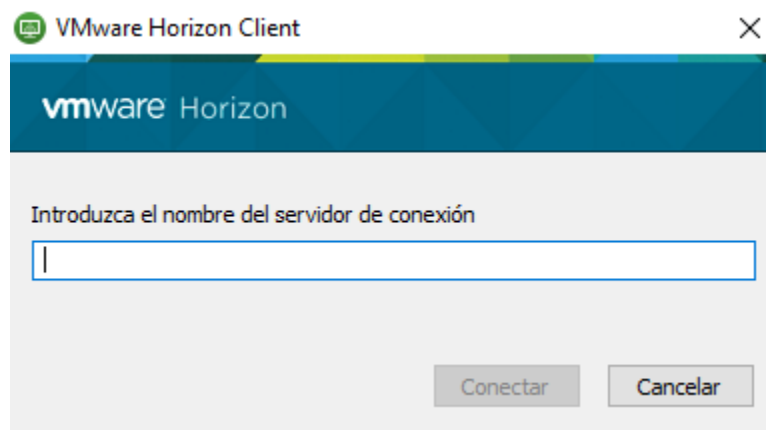 VMware Horizon Client
vmware Horizon
Introduzca el nombre del servidor de conexión
Conectar
Cancelar